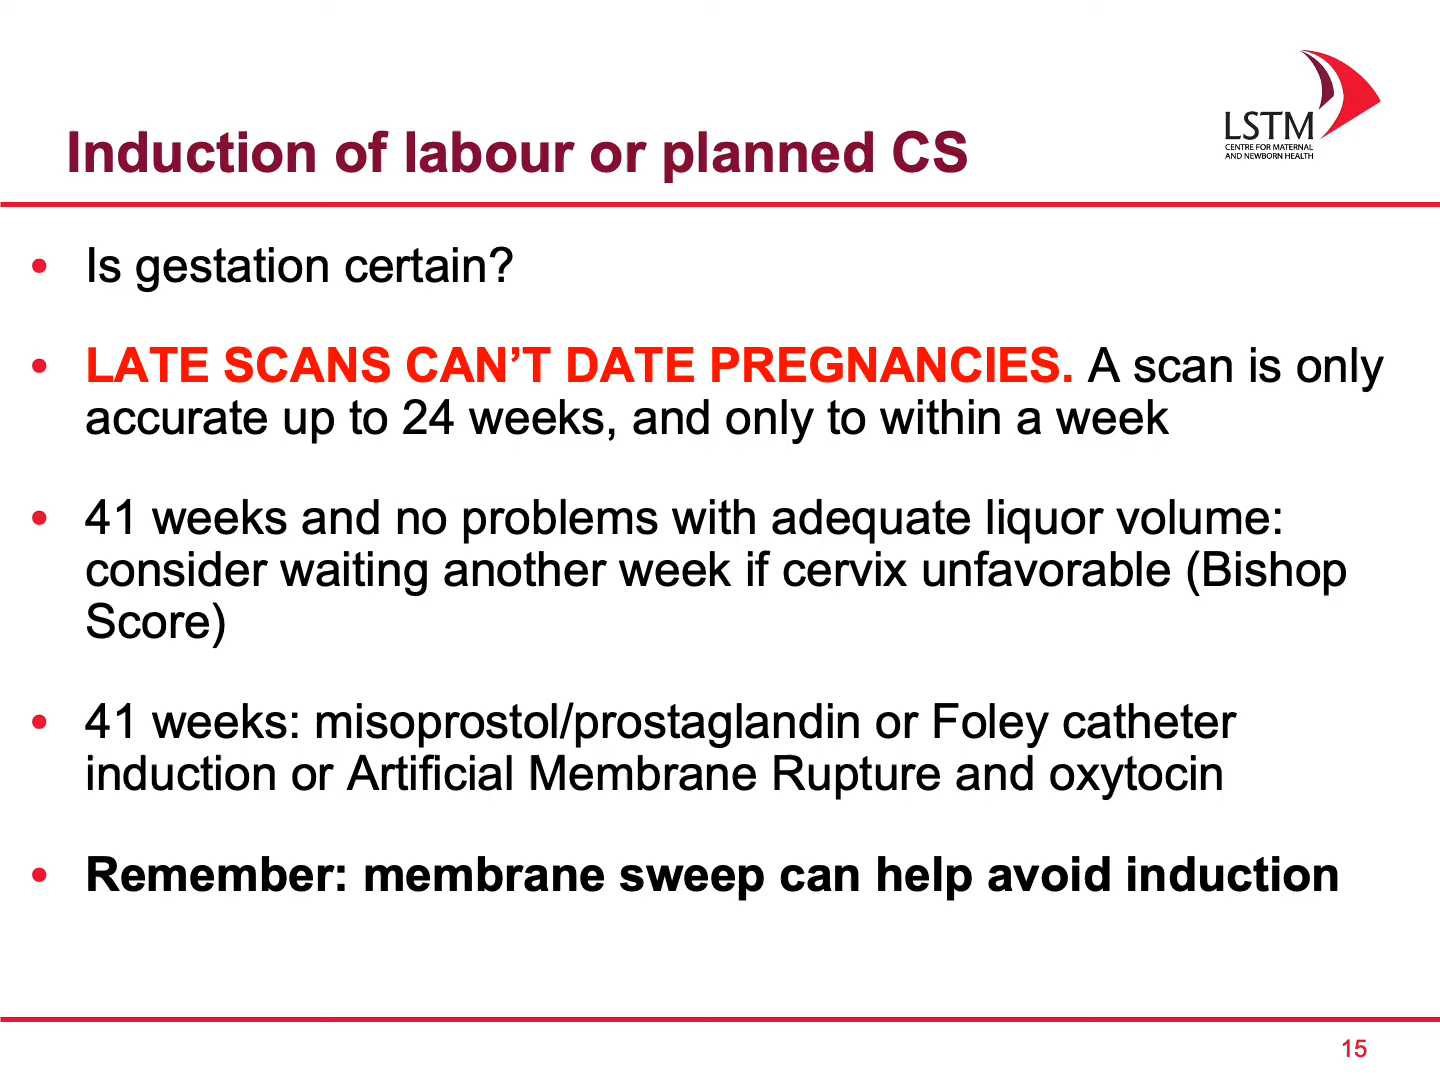 LSTM
CENTRE FOR MATERNAL
AND NEWBORN HEALTH
Induction of labour or planned CS
• Is gestation certain?
• LATE SCANS CAN’T DATE PREGNANCIES. A scan is only
accurate up to 24 weeks, and only to within a week
• 41 weeks and no problems with adequate liquor volume:
consider waiting another week if cervix unfavorable (Bishop
Score)
• 41 weeks: misoprostol/prostaglandin or Foley catheter
induction or Artificial Membrane Rupture and oxytocin
• Remember: membrane sweep can help avoid induction
15